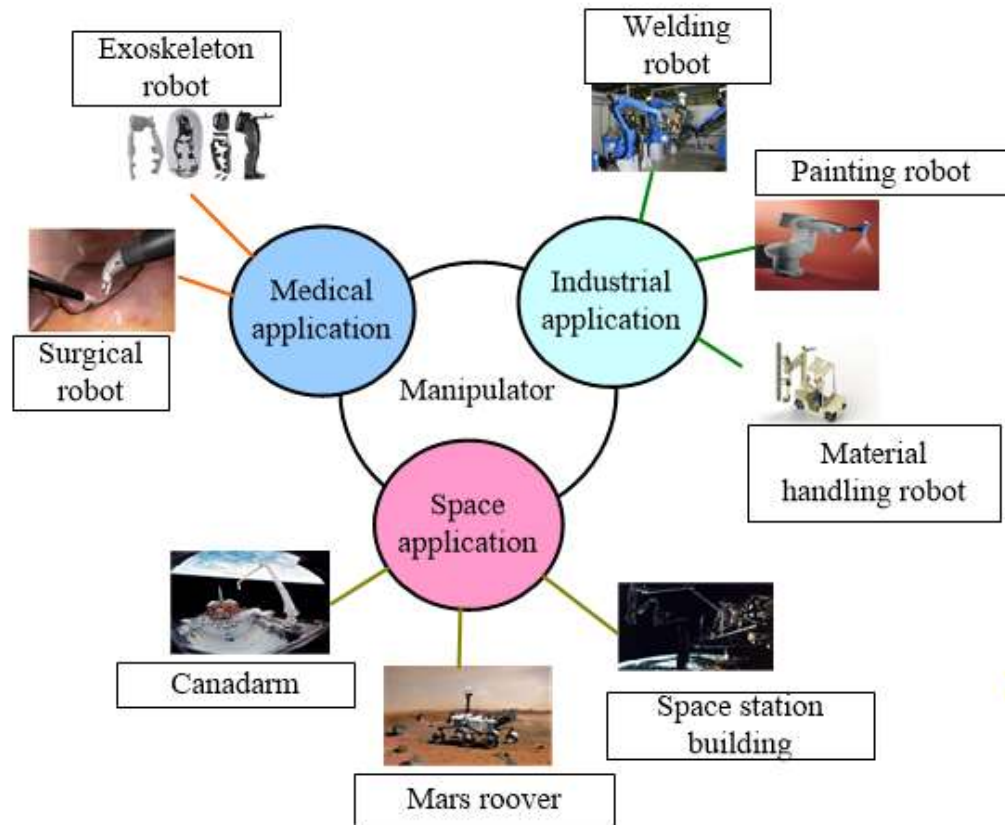 Exoskeleton
robot
Welding
robot
Painting robot
Medical
application
Industrial
application
Surgical
robot
Manipulator
Material
handling robot
Space
application
Canadarm
Space station
building
Mars roover